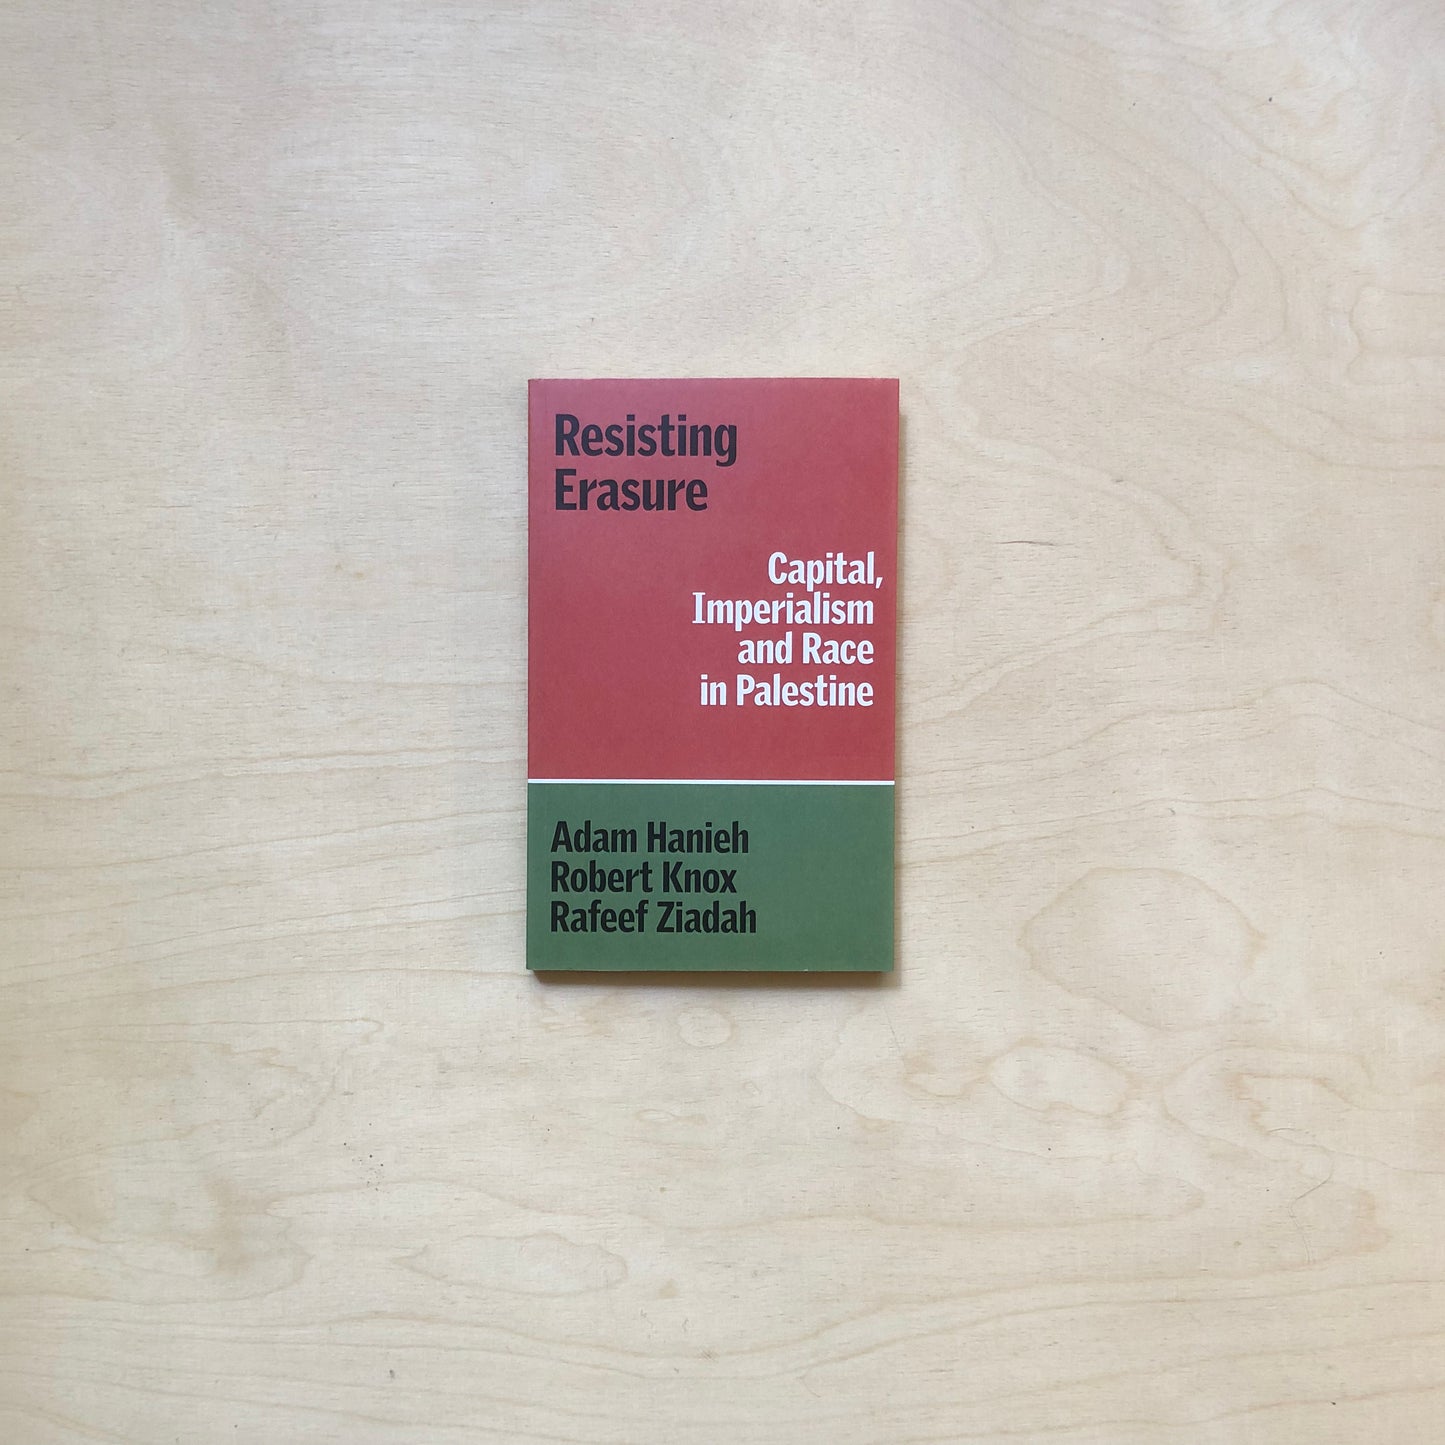 Resisting
Erasure
Capital,
Imperialism
and Race
in Palestine
Adam Hanieh
Robert Knox
Rafeef Ziadah